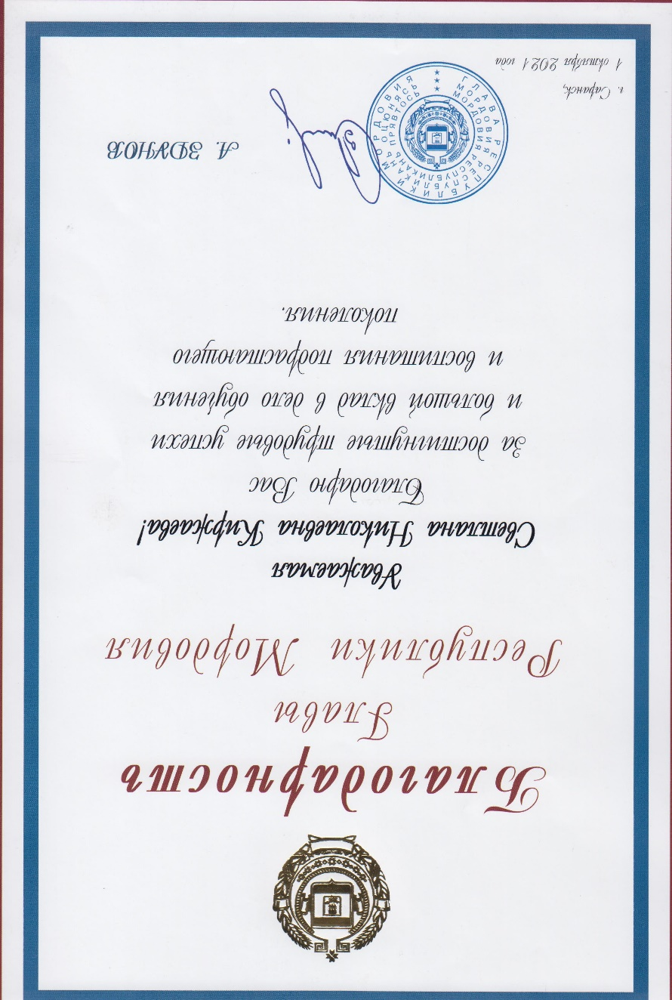 Благодарность
Главы
Республики Мордовия
Уважаемая
Светлана Николаевна Киржаева!
Благодарю Вас
за достигнутые трудовые успехи
и большой вклад в дело обучения
и воспитания подрастающего
поколения.
А. ЗДУНОВ
ГЛАВА РЕСПУБЛИКИ МОРДОВИЯ
МОРДОВИЯ РЕСПУБЛИКАНЬ ОЦЮНЯСЬ
МОРДОВИЯ РЕСПУБЛИКАНЬ ПРЯВТОСЬ
г. Саранск,
1 октября 2021 года